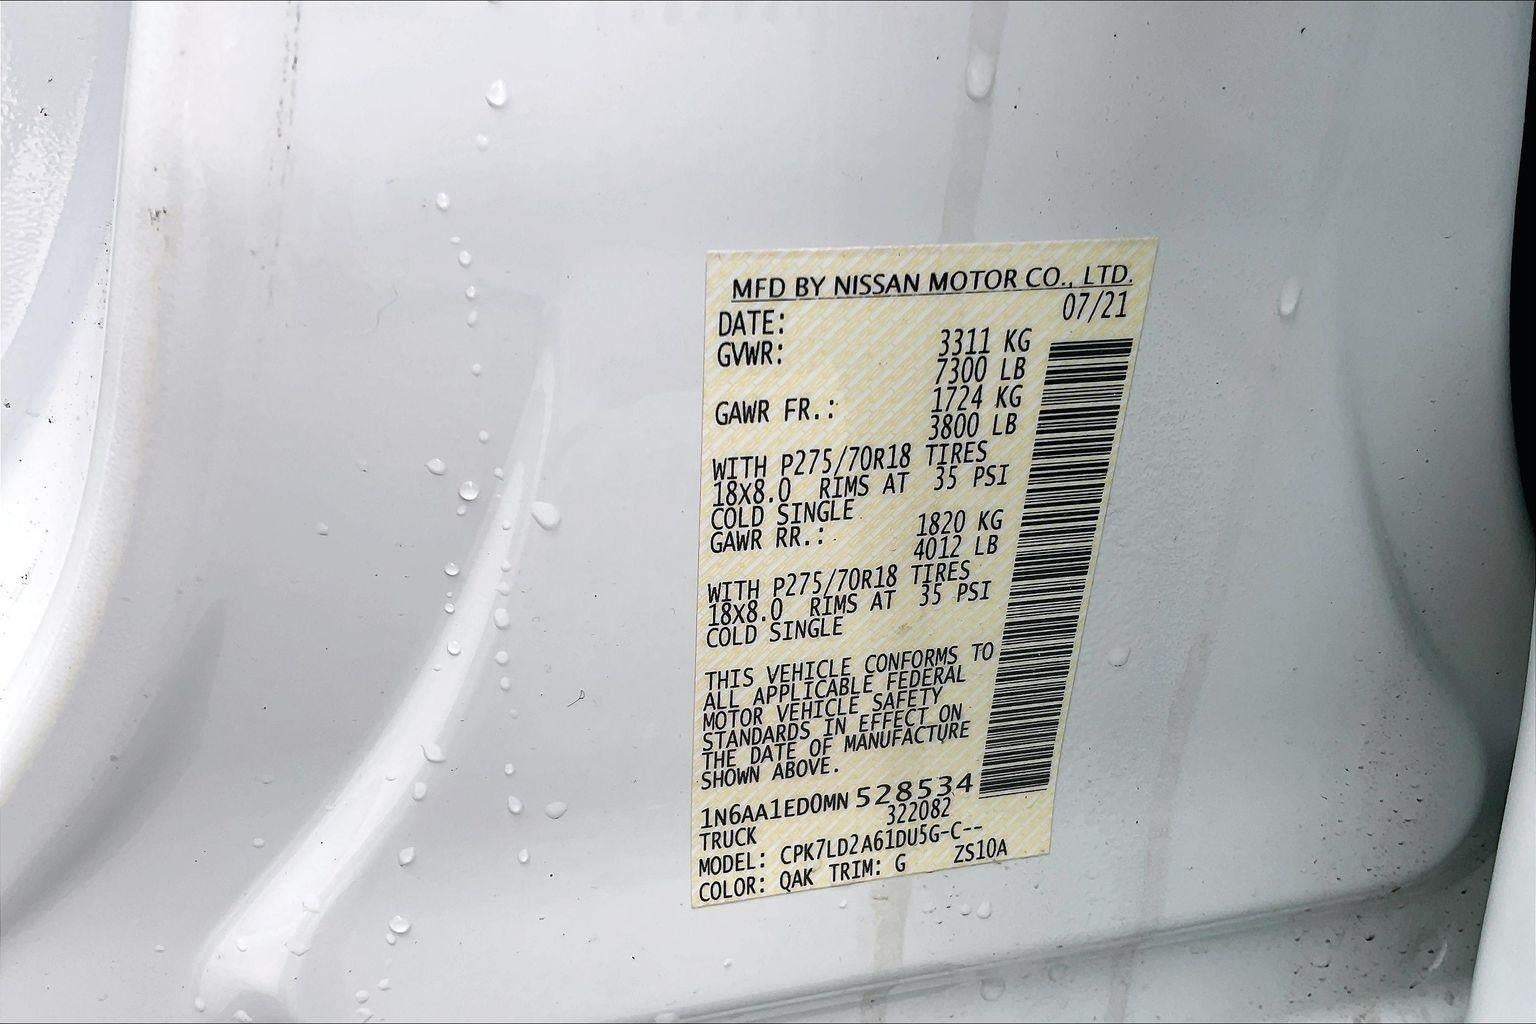 MFD BY NISSAN MOTOR CO., LTD.
DATE: 07/21
GVWR: 3311 KG
7300 LB
GAWR FR.: 1724 KG
3800 LB
WITH P275/70R18 TIRES
18X8.0 RIMS AT 35 PSI
COLD SINGLE
GAWR RR.: 1820 KG
4012 LB
WITH P275/70R18 TIRES
18X8.0 RIMS AT 35 PSI
COLD SINGLE
THIS VEHICLE CONFORMS TO
ALL APPLICABLE FEDERAL
MOTOR VEHICLE SAFETY
STANDARDS IN EFFECT ON
THE DATE OF MANUFACTURE
SHOWN ABOVE.
1N6AA1ED0MN 528534
TRUCK 322082
MODEL: CPK7LD2A61DU5G-C--
COLOR: QAK TRIM: G ZS10A